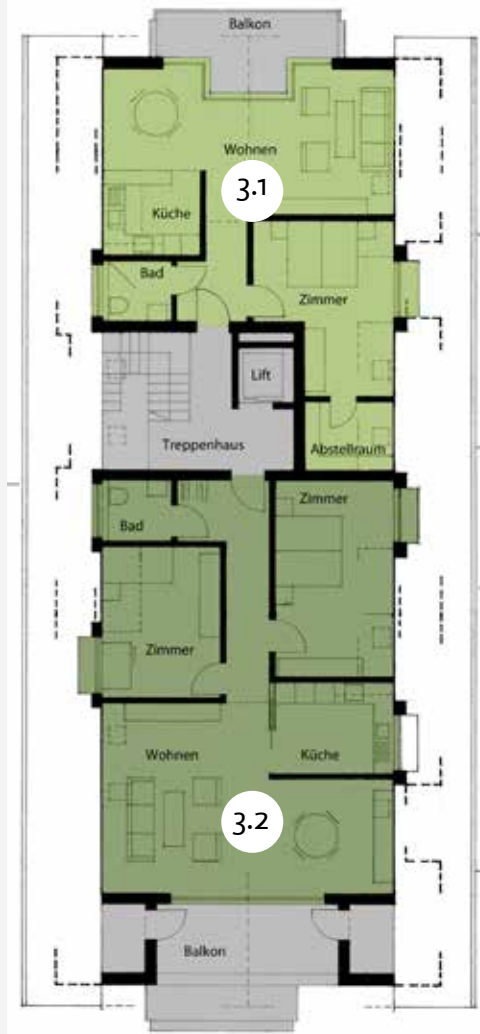 Balkon
Wohnen
3.1
Küche
Bad
Zimmer
Lift
Treppenhaus
Abstellraum
Zimmer
Bad
Zimmer
Wohnen
Küche
3.2
Balkon